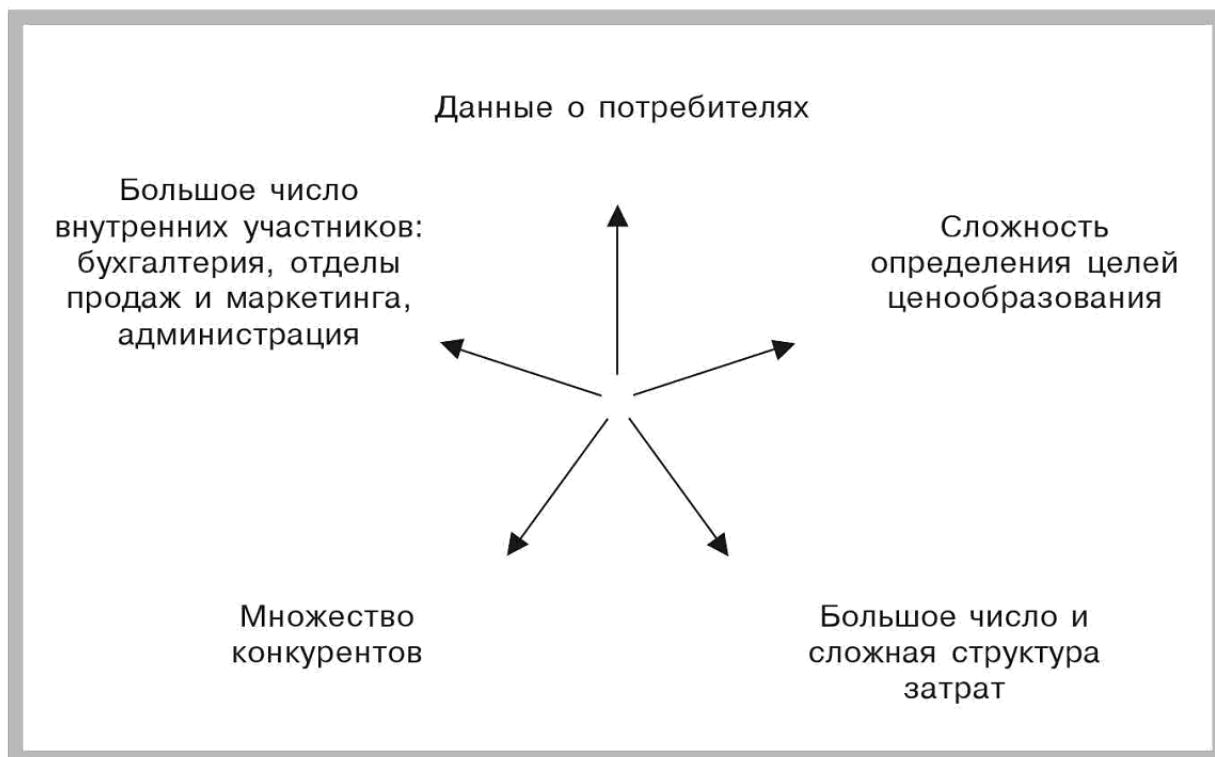 Данные о потребителях
Большое число
внутренних участников:
бухгалтерия, отделы
продаж и маркетинга,
администрация
Сложность
определения целей
ценообразования
Множество
конкурентов
Большое число и
сложная структура
затрат